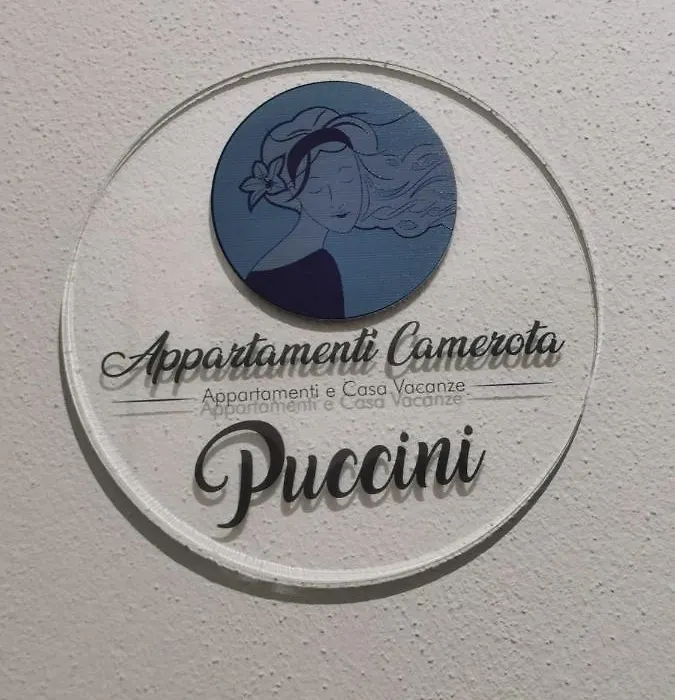 Appartamenti Camerota
Appartamenti e Casa Vacanze
Puccini